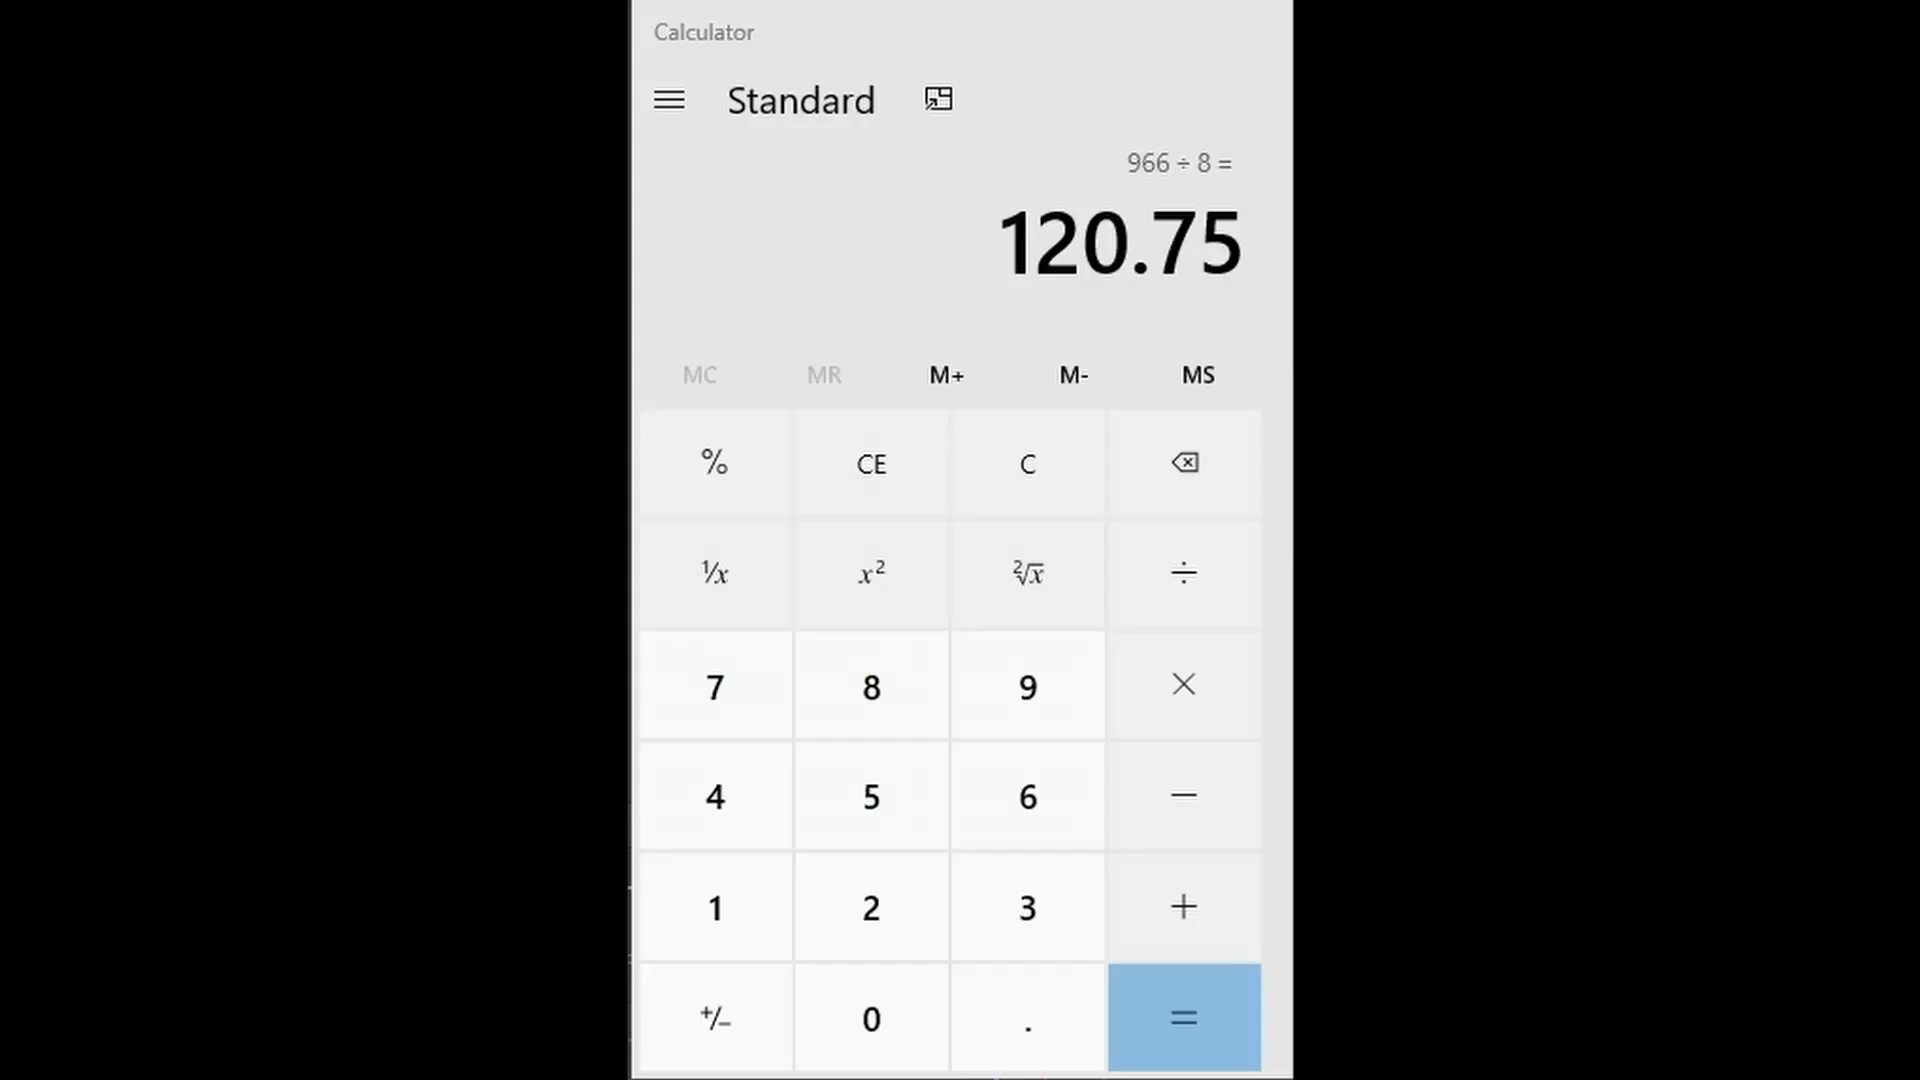 Calculator
Standard
966 ÷ 8 =
120.75
MC MR M+ M- MS
% CE C
¹/x x² ²√x ÷
7 8 9 ×
4 5 6 −
1 2 3 +
+/− 0 . =